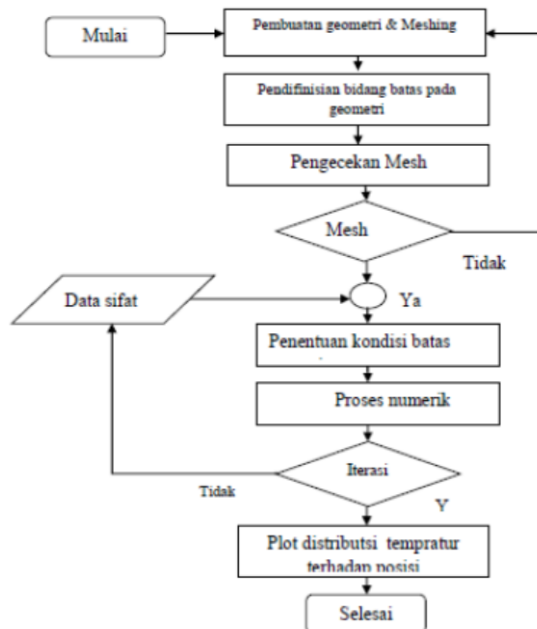 Mulai
Pembuatan geometri & Meshing
Pendifinisian bidang batas pada
geometri
Pengecekan Mesh
Mesh
Tidak
Data sifat
Ya
Penentuan kondisi batas
Proses numerik
Iterasi
Tidak
Y
Plot distributsi tempratur
terhadap posisi
Selesai